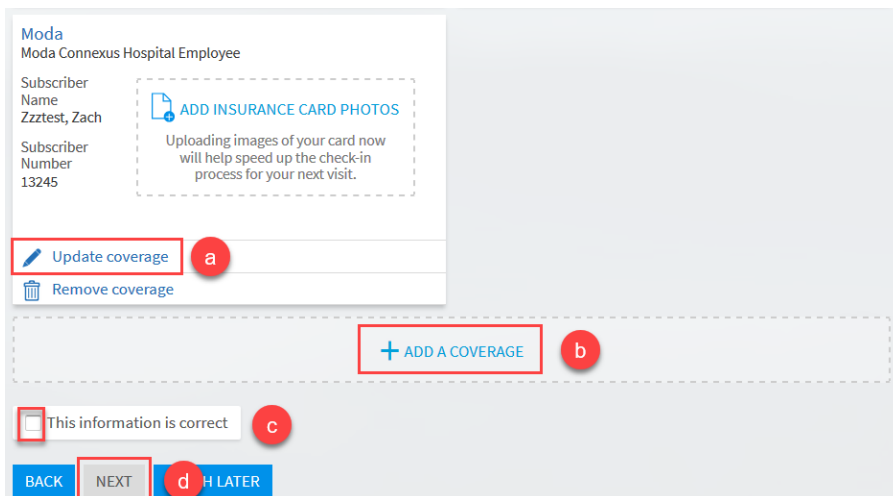 Moda
Moda Connexus Hospital Employee
Subscriber
Name
Zzztest, Zach
Subscriber
Number
13245
ADD INSURANCE CARD PHOTOS
Uploading images of your card now
will help speed up the check-in
process for your next visit.
Update coverage
a
Remove coverage
+ ADD A COVERAGE
b
This information is correct
c
BACK
NEXT
d
H LATER